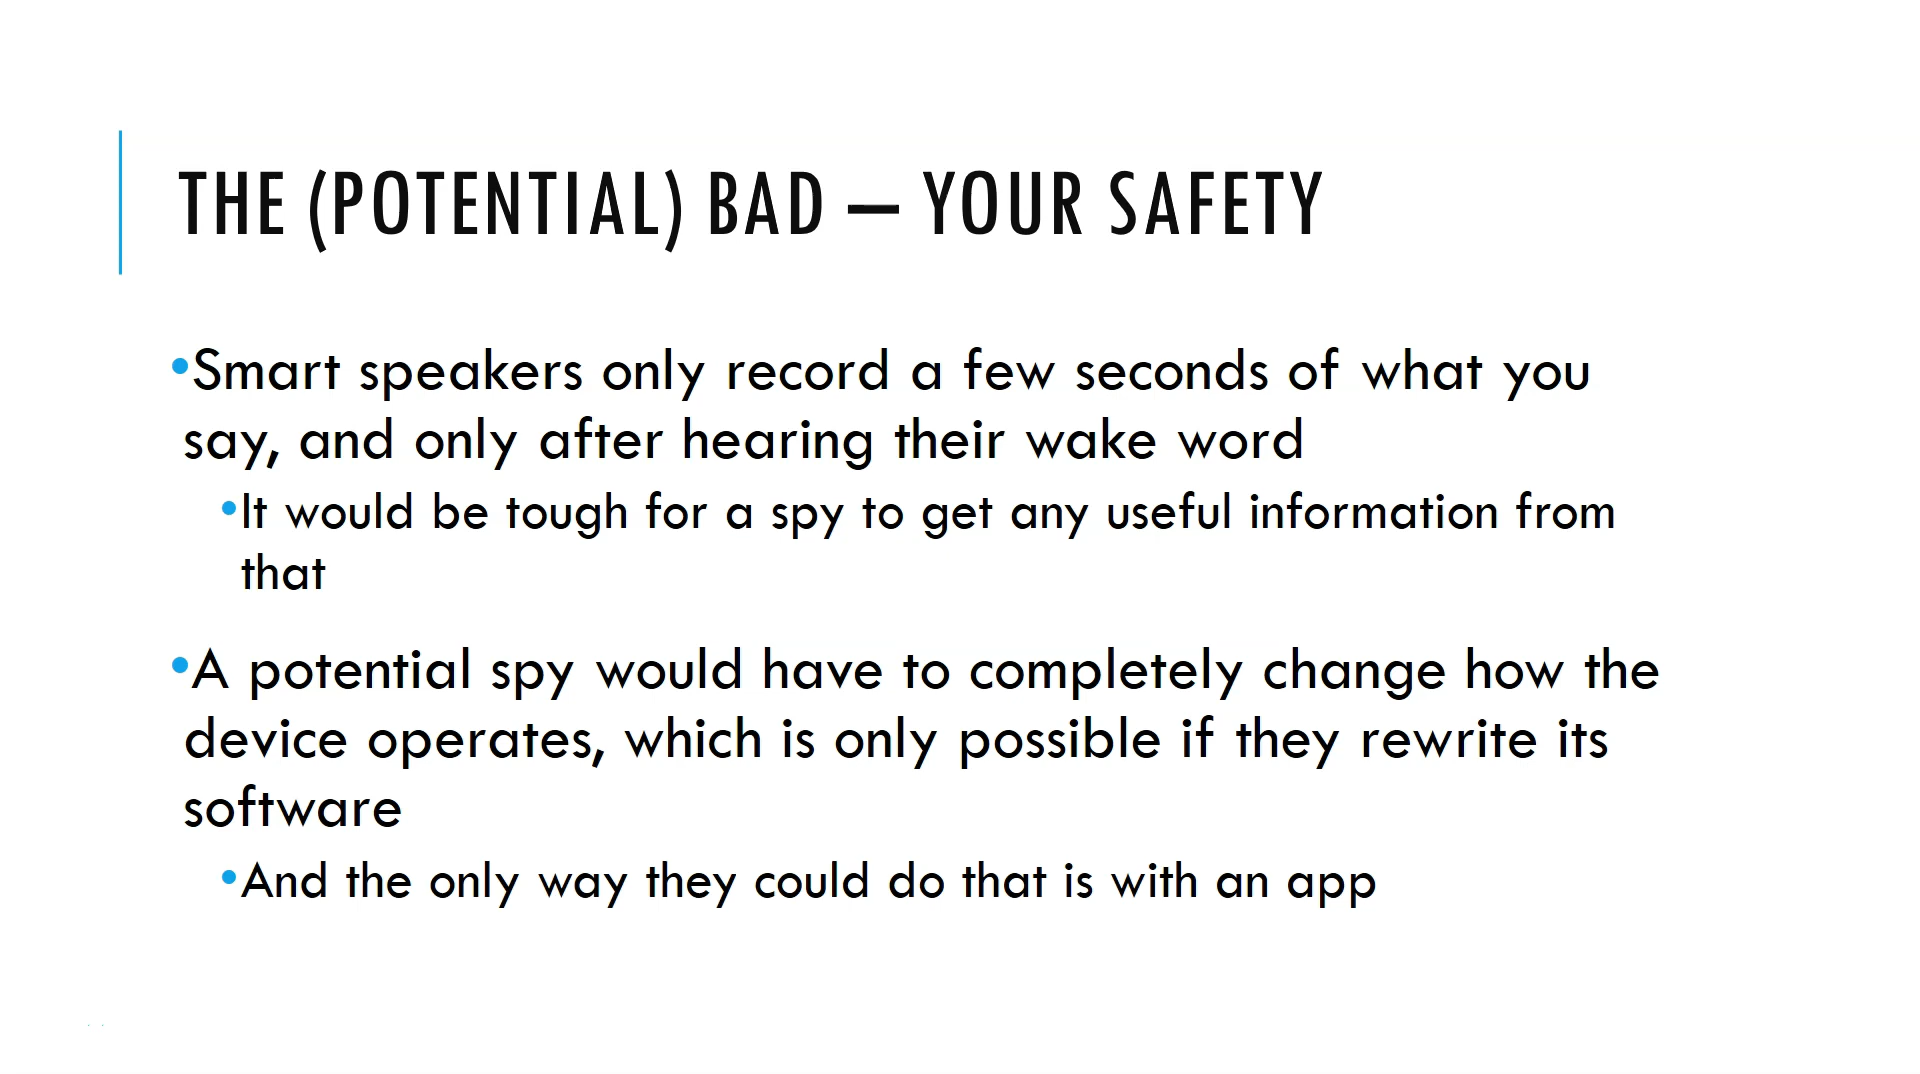 THE (POTENTIAL) BAD – YOUR SAFETY
•Smart speakers only record a few seconds of what you
say, and only after hearing their wake word
•It would be tough for a spy to get any useful information from
that
•A potential spy would have to completely change how the
device operates, which is only possible if they rewrite its
software
•And the only way they could do that is with an app